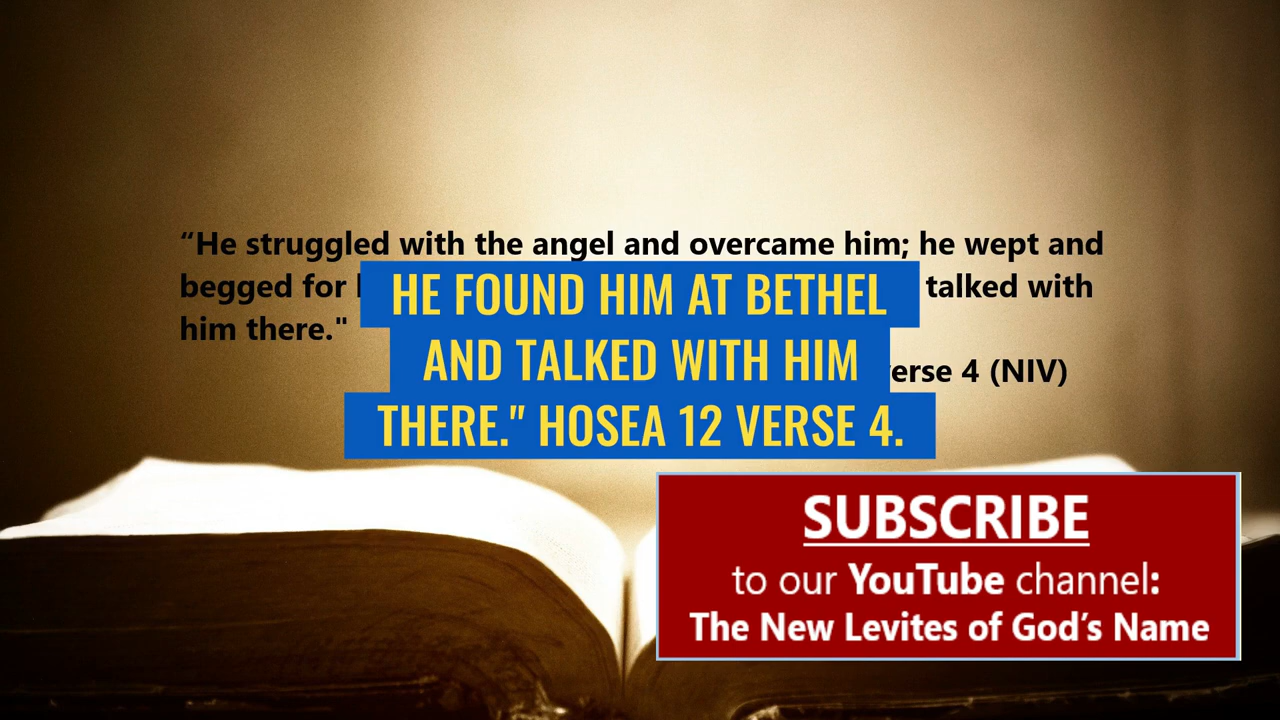 “He struggled with the angel and overcame him; he wept and
begged for
talked with
him there."
verse 4 (NIV)
HE FOUND HIM AT BETHEL
AND TALKED WITH HIM
THERE." HOSEA 12 VERSE 4.
SUBSCRIBE
to our YouTube channel:
The New Levites of God’s Name